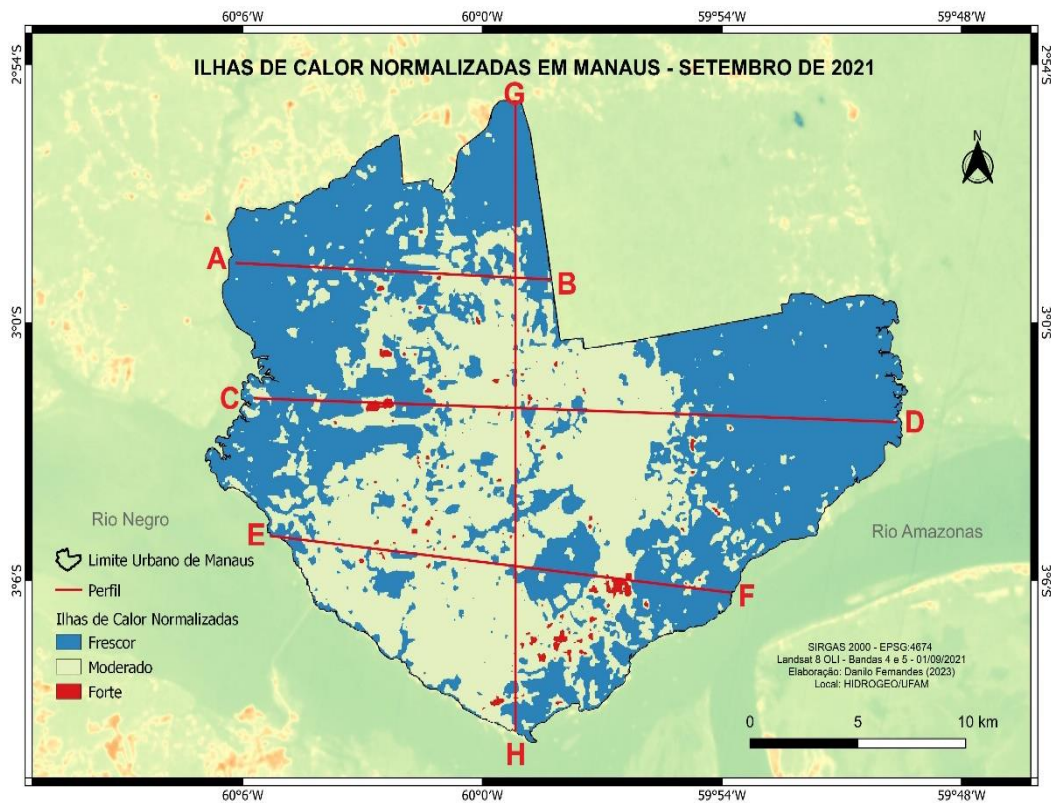 60°6'W 60°0'W 59°54'W 59°48'W
2°54'S 2°54'S
ILHAS DE CALOR NORMALIZADAS EM MANAUS - SETEMBRO DE 2021
G
N
A
B
3°0'S 3°0'S
C
D
Rio Negro
Rio Amazonas
E
Limite Urbano de Manaus
3°6'S 3°6'S
F
Perfil
Ilhas de Calor Normalizadas
Frescor
Moderado
Forte
SIRGAS 2000 - EPSG:4674
Landsat 8 OLI - Bandas 4 e 5 - 01/09/2021
Elaboração: Danilo Fernandes (2023)
Local: HIDROGEO/UFAM
0 5 10 km
H
60°6'W 60°0'W 59°54'W 59°48'W